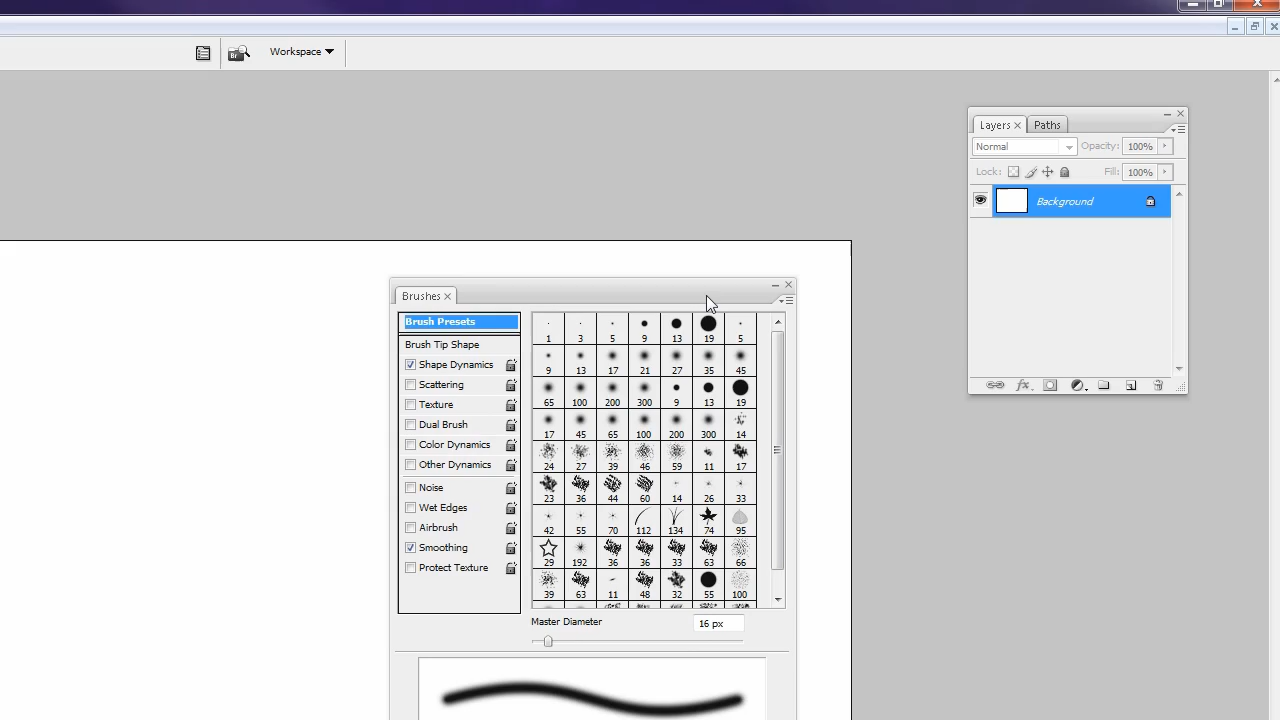 Br
Workspace
Layers
Paths
Normal
Opacity: 100%
Lock:
Fill: 100%
Background
fx
Brushes
Brush Presets
Brush Tip Shape
Shape Dynamics
Scattering
Texture
Dual Brush
Color Dynamics
Other Dynamics
Noise
Wet Edges
Airbrush
Smoothing
Protect Texture
1 3 5 9 13 19 5
9 13 17 21 27 35 45
65 100 200 300 9 13 19
17 45 65 100 200 300 14
24 27 39 46 59 11 17
23 36 44 60 14 26 33
42 55 70 112 134 74 95
29 192 36 36 33 63 66
39 63 11 48 32 55 100
Master Diameter 16 px